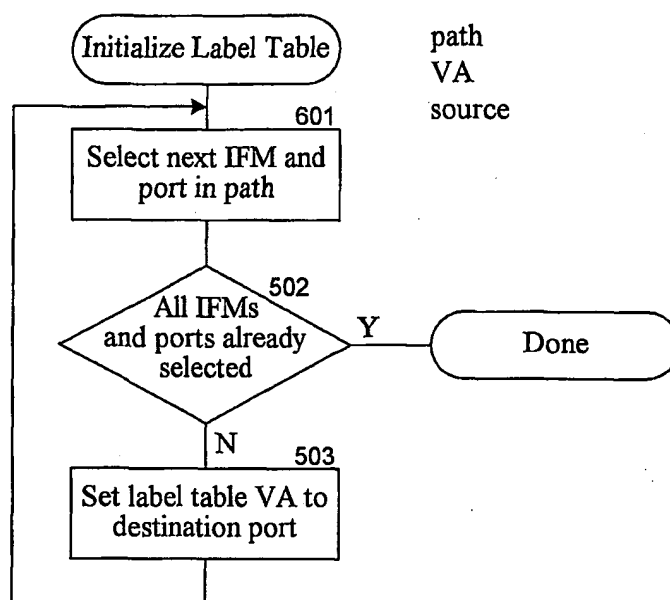 Initialize Label Table
path
VA
source
601
Select next IFM and
port in path
502
All IFMs
and ports already
selected
Y
Done
N
503
Set label table VA to
destination port